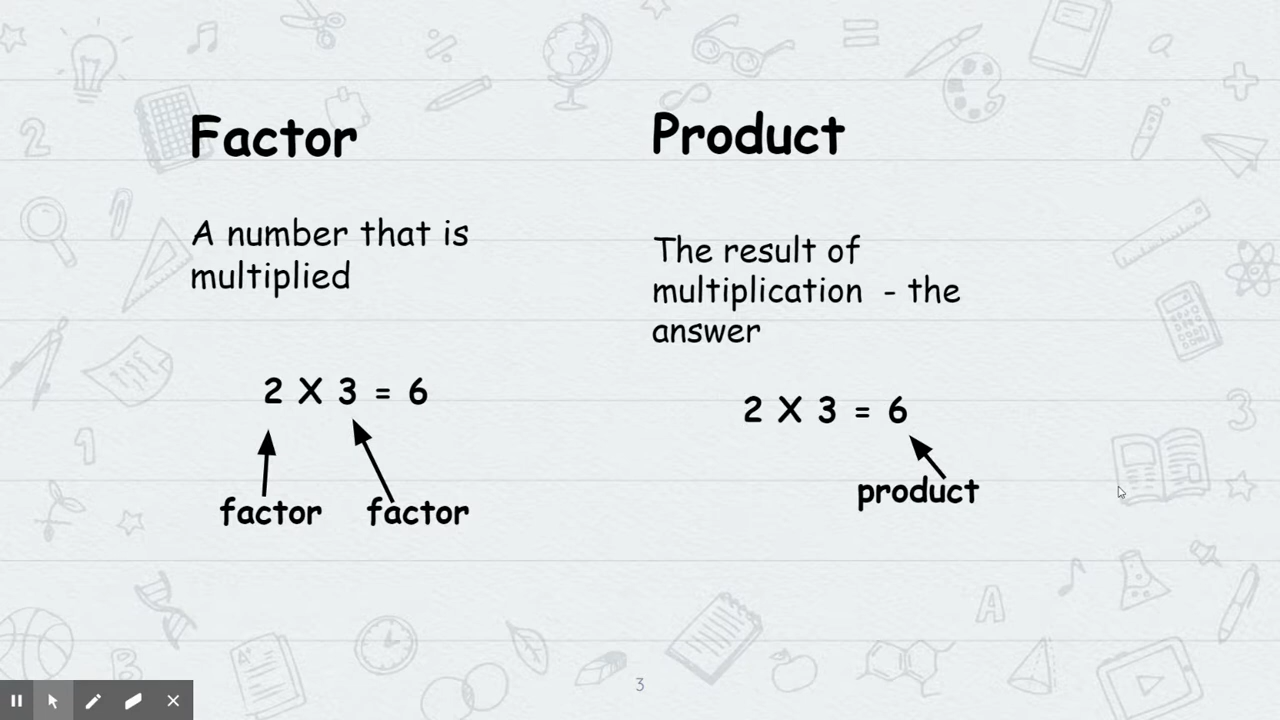 Factor
A number that is
multiplied
2 X 3 = 6
factor factor
Product
The result of
multiplication - the
answer
2 X 3 = 6
product
3